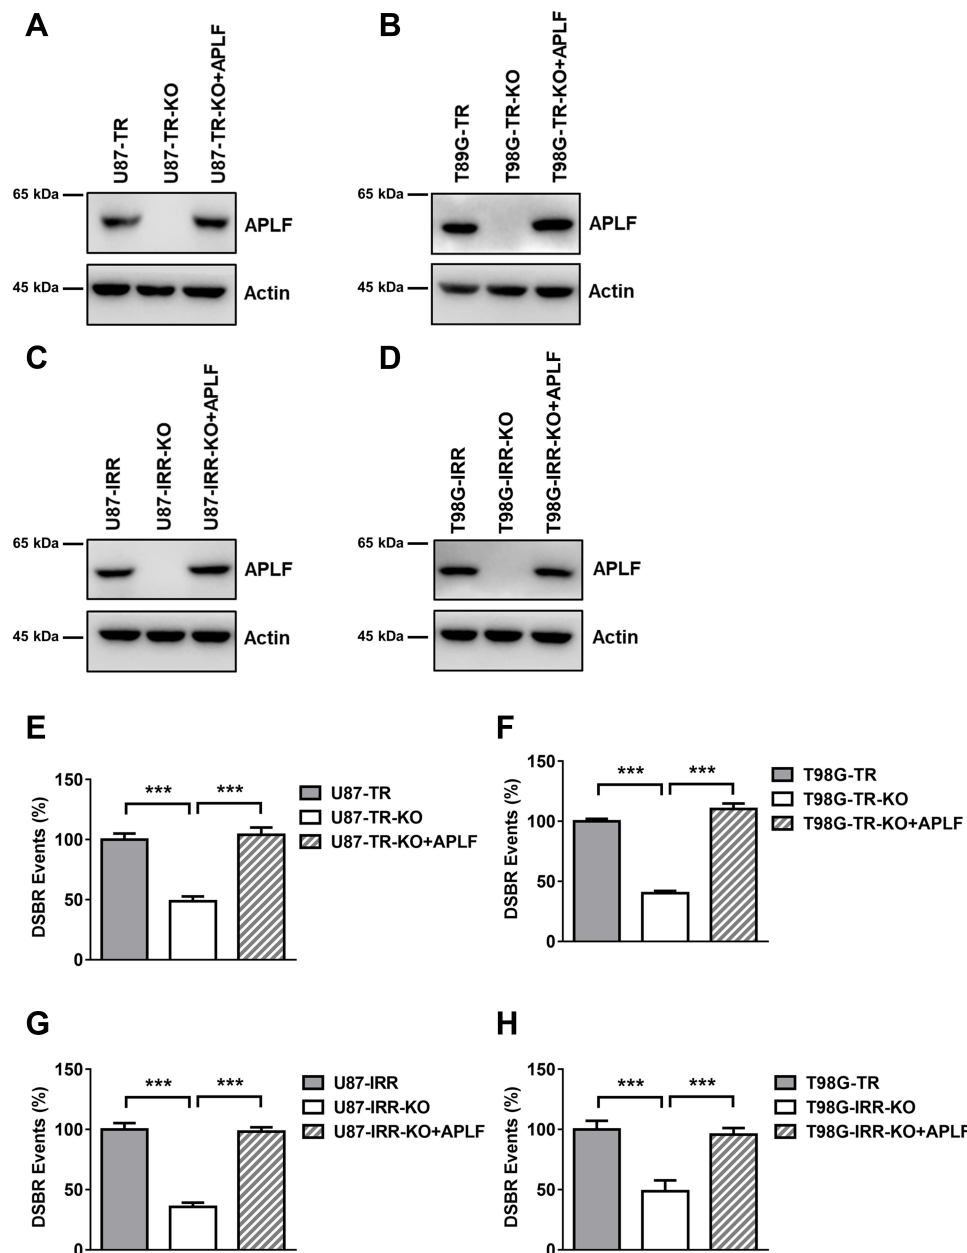 A
U87-TR
U87-TR-KO
U87-TR-KO+APLF
65 kDa
APLF
45 kDa
Actin
B
T89G-TR
T98G-TR-KO
T98G-TR-KO+APLF
65 kDa
APLF
45 kDa
Actin
C
U87-IRR
U87-IRR-KO
U87-IRR-KO+APLF
65 kDa
APLF
45 kDa
Actin
D
T98G-IRR
T98G-IRR-KO
T98G-IRR-KO+APLF
65 kDa
APLF
45 kDa
Actin
E
DSBR Events (%)
150
100
50
0
*** ***
U87-TR
U87-TR-KO
U87-TR-KO+APLF
F
DSBR Events (%)
150
100
50
0
*** ***
T98G-TR
T98G-TR-KO
T98G-TR-KO+APLF
G
DSBR Events (%)
150
100
50
0
*** ***
U87-IRR
U87-IRR-KO
U87-IRR-KO+APLF
H
DSBR Events (%)
150
100
50
0
*** ***
T98G-TR
T98G-IRR-KO
T98G-IRR-KO+APLF